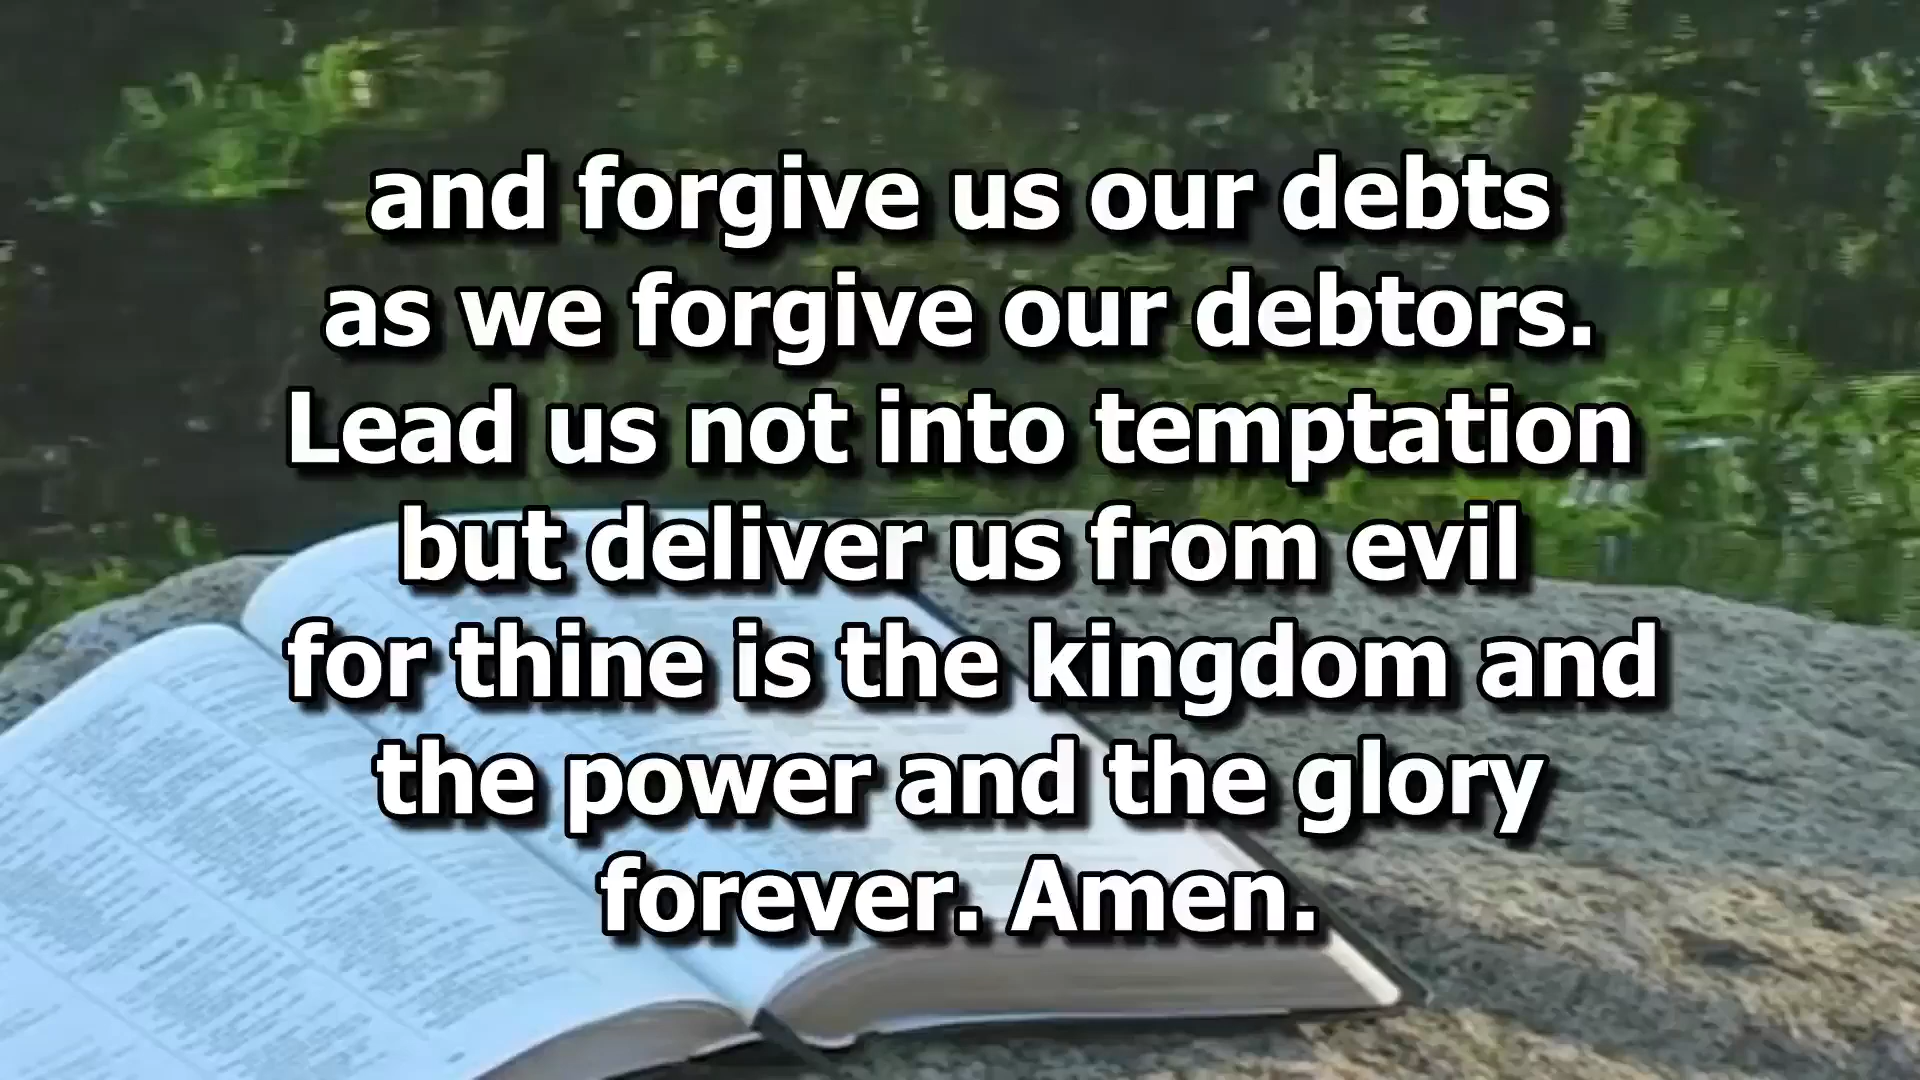 and forgive us our debts
as we forgive our debtors.
Lead us not into temptation
but deliver us from evil
for thine is the kingdom and
the power and the glory
forever. Amen.